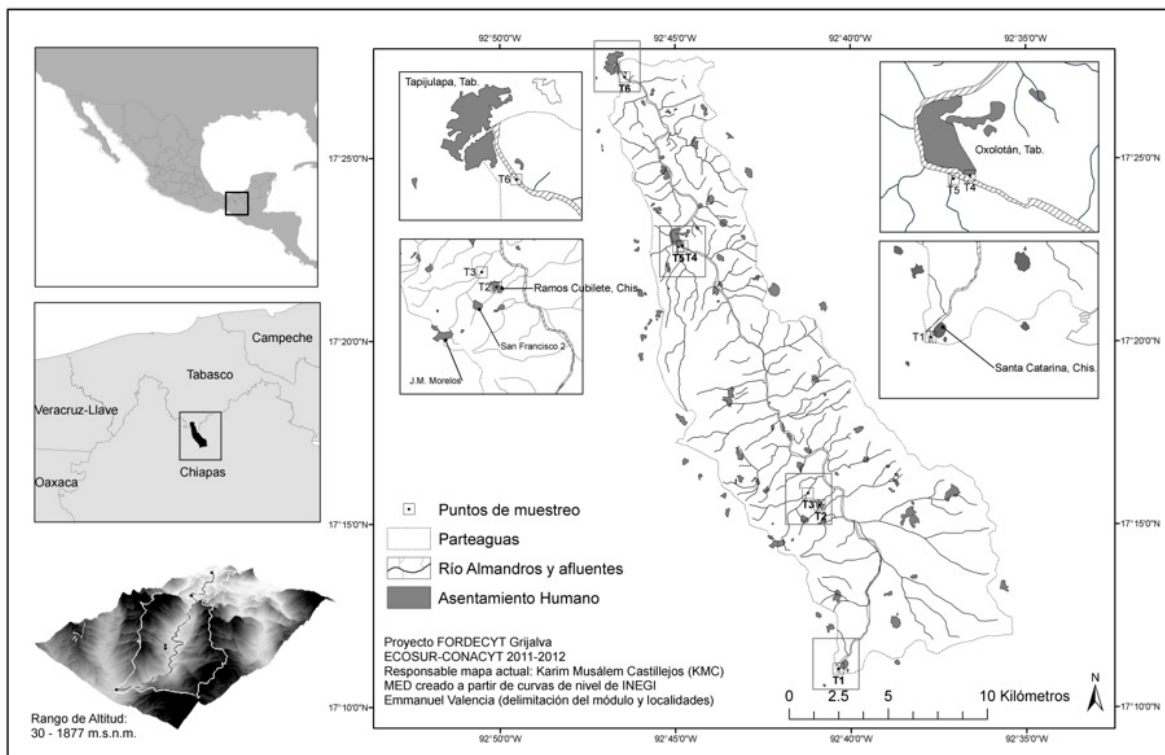 92°50'0"W
92°45'0"W
92°40'0"W
92°35'0"W
17°25'0"N
17°20'0"N
17°15'0"N
17°10'0"N
17°25'0"N
17°20'0"N
17°15'0"N
17°10'0"N
92°50'0"W
92°45'0"W
92°40'0"W
92°35'0"W
Campeche
Tabasco
Veracruz-Llave
Chiapas
Oaxaca
Rango de Altitud:
30 - 1877 m.s.n.m.
Tapijulapa, Tab.
T6
T3
T2
Ramos Cubilete, Chis.
San Francisco 2
J.M. Morelos
T6
T5
T4
T3
T2
T1
Oxolotán, Tab.
T5
T4
T1
Santa Catarina, Chis.
Puntos de muestreo
Parteaguas
Río Almandros y afluentes
Asentamiento Humano
Proyecto FORDECYT Grijalva
ECOSUR-CONACYT 2011-2012
Responsable mapa actual: Karim Musálem Castillejos (KMC)
MED creado a partir de curvas de nivel de INEGI
Emmanuel Valencia (delimitación del módulo y localidades)
0 2.5 5 10 Kilómetros
N